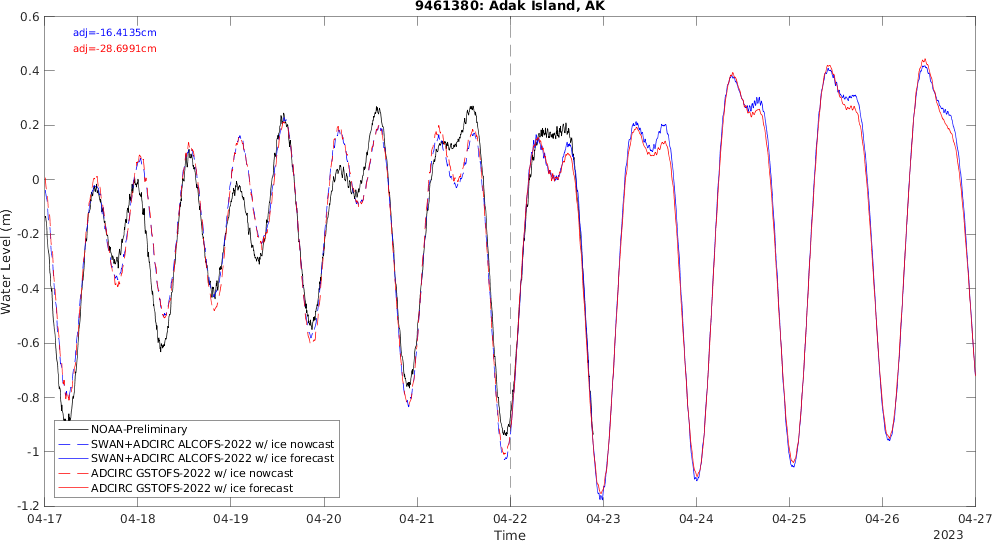 9461380: Adak Island, AK
adj=-16.4135cm
adj=-28.6991cm
0.6
0.4
0.2
0
-0.2
-0.4
-0.6
-0.8
-1
-1.2
Water Level (m)
NOAA-Preliminary
SWAN+ADCIRC ALCOFS-2022 w/ ice nowcast
SWAN+ADCIRC ALCOFS-2022 w/ ice forecast
ADCIRC GSTOFS-2022 w/ ice nowcast
ADCIRC GSTOFS-2022 w/ ice forecast
04-17 04-18 04-19 04-20 04-21 04-22 04-23 04-24 04-25 04-26 04-27
Time
2023